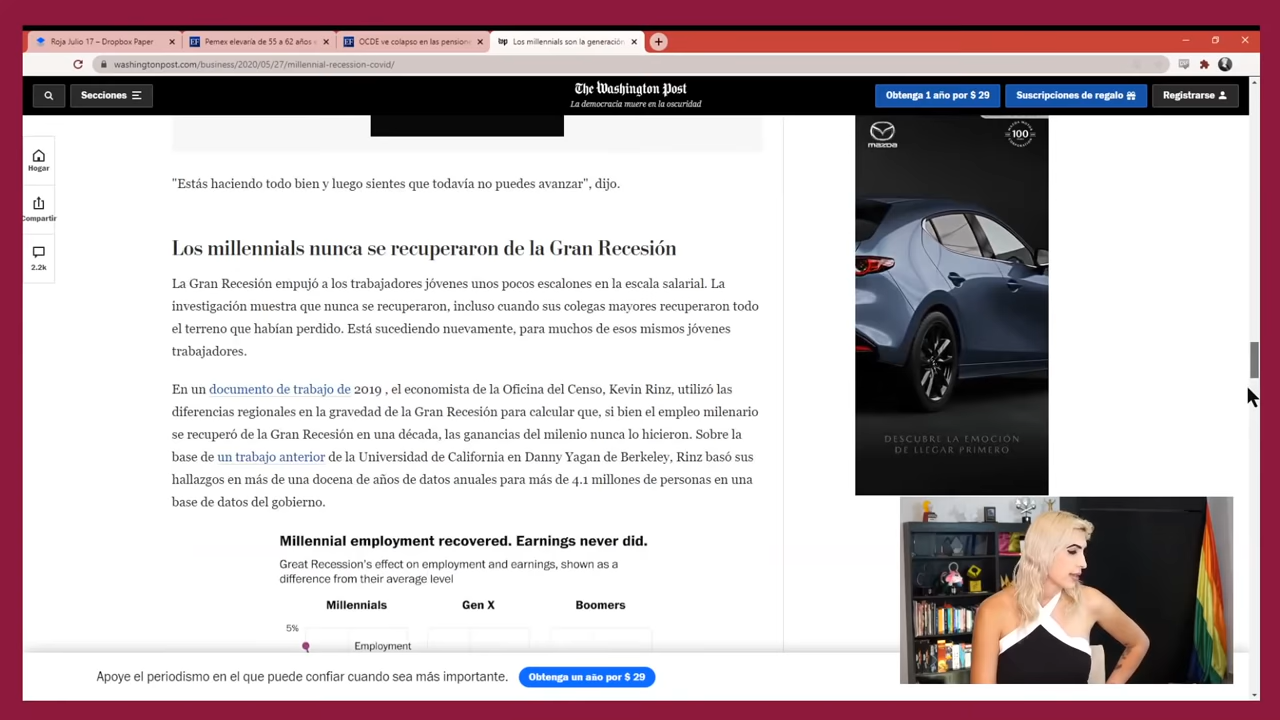 Roja Julio 17 – Dropbox Paper
Pemex elevaría de 55 a 62 años
OCDE ve colapso en las pension
Los millennials son la generación
washingtonpost.com/business/2020/05/27/millennial-recession-covid/
Secciones
The Washington Post
La democracia muere en la oscuridad
Obtenga 1 año por $ 29
Suscripciones de regalo
Registrarse
Hogar
Compartir
2.2k
"Estás haciendo todo bien y luego sientes que todavía no puedes avanzar", dijo.
Los millennials nunca se recuperaron de la Gran Recesión
La Gran Recesión empujó a los trabajadores jóvenes unos pocos escalones en la escala salarial. La
investigación muestra que nunca se recuperaron, incluso cuando sus colegas mayores recuperaron todo
el terreno que habían perdido. Está sucediendo nuevamente, para muchos de esos mismos jóvenes
trabajadores.
En un documento de trabajo de 2019 , el economista de la Oficina del Censo, Kevin Rinz, utilizó las
diferencias regionales en la gravedad de la Gran Recesión para calcular que, si bien el empleo milenario
se recuperó de la Gran Recesión en una década, las ganancias del milenio nunca lo hicieron. Sobre la
base de un trabajo anterior de la Universidad de California en Danny Yagan de Berkeley, Rinz basó sus
hallazgos en más de una docena de años de datos anuales para más de 4.1 millones de personas en una
base de datos del gobierno.
Millennial employment recovered. Earnings never did.
Great Recession's effect on employment and earnings, shown as a
difference from their average level
Millennials Gen X Boomers
5%
Employment
mazda
100
DESCUBRE LA EMOCIÓN
DE LLEGAR PRIMERO
Apoye el periodismo en el que puede confiar cuando sea más importante.
Obtenga un año por $ 29